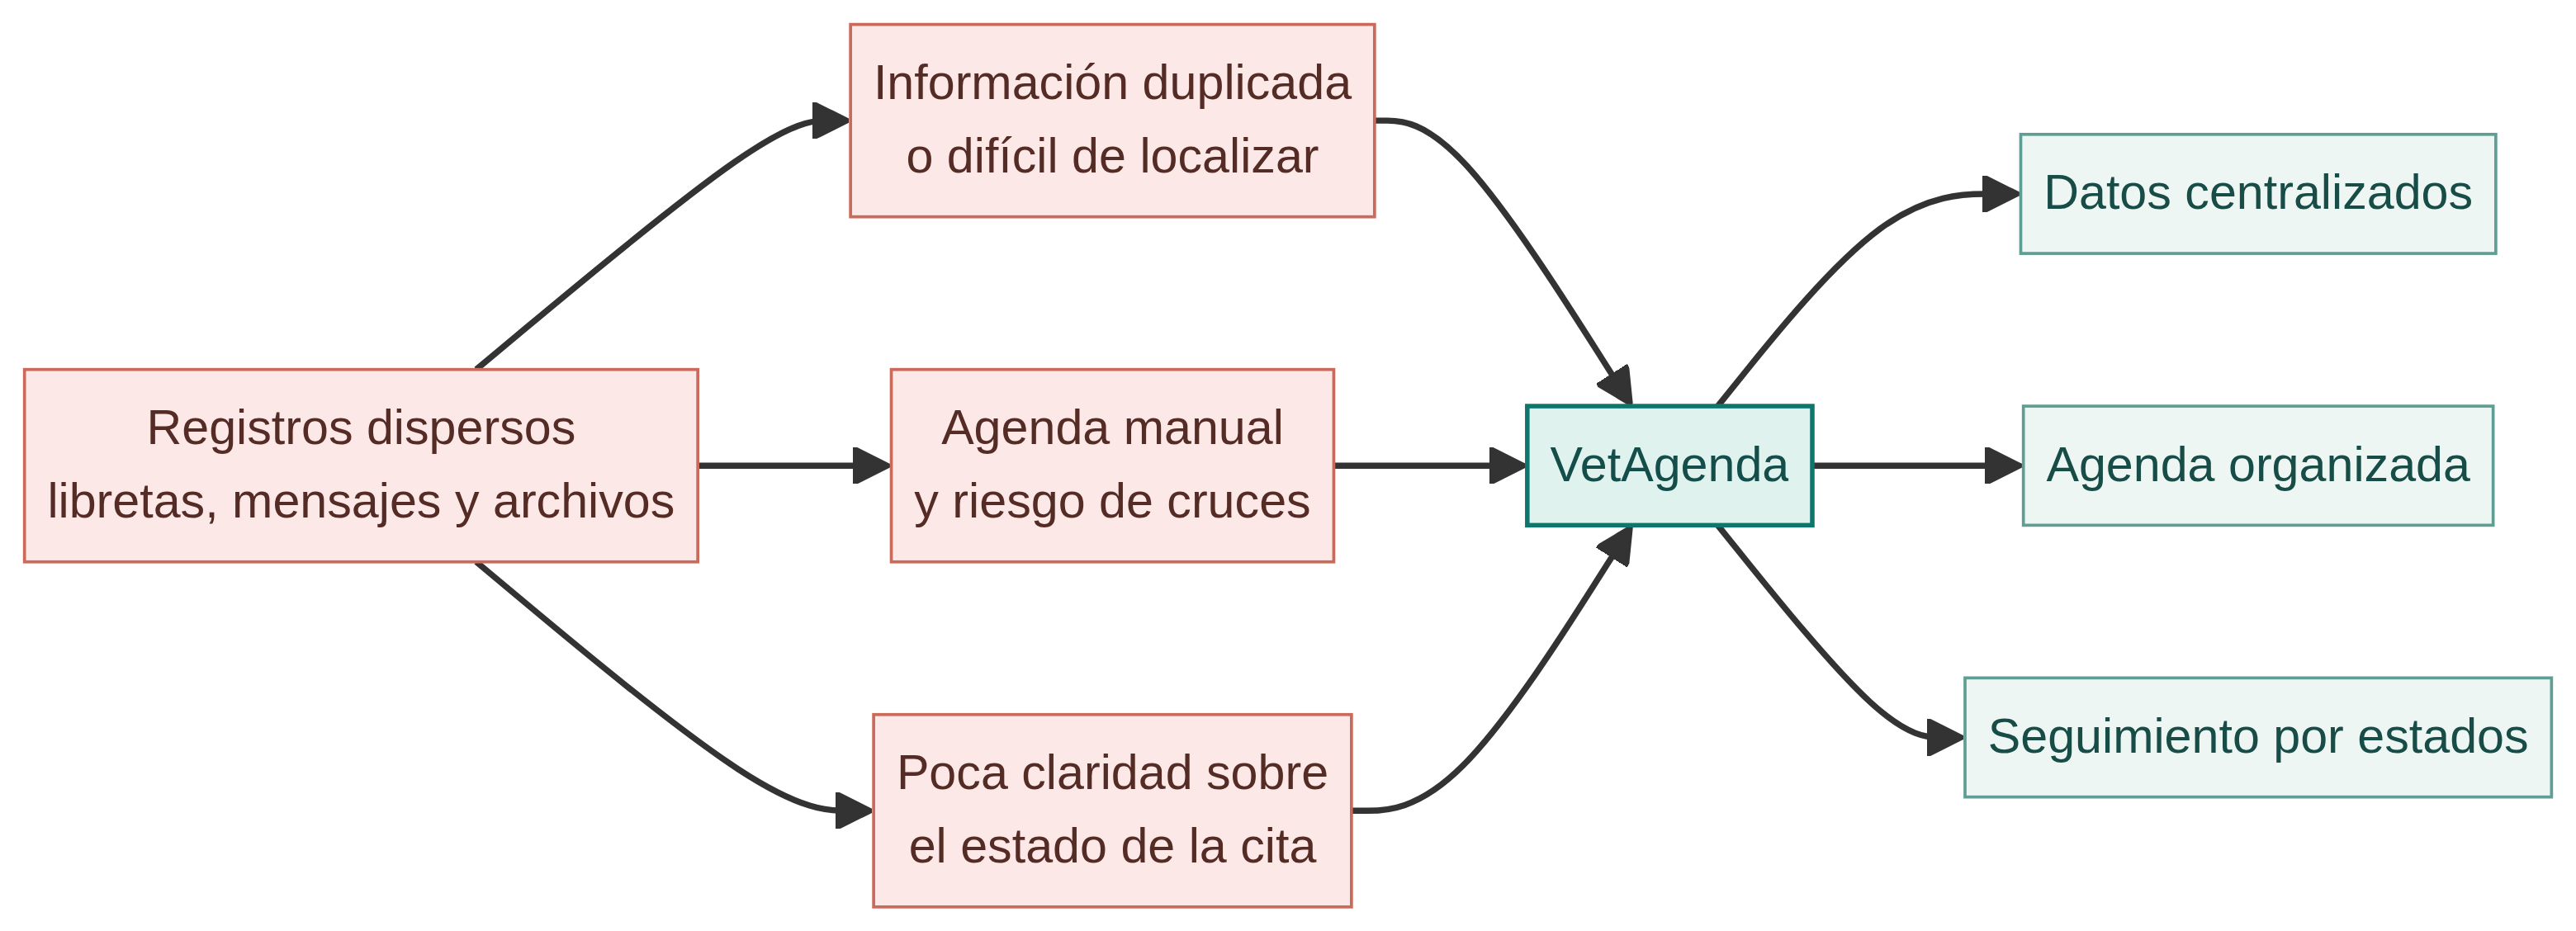 Registros dispersos
libretas, mensajes y archivos
Información duplicada
o difícil de localizar
Agenda manual
y riesgo de cruces
Poca claridad sobre
el estado de la cita
VetAgenda
Datos centralizados
Agenda organizada
Seguimiento por estados